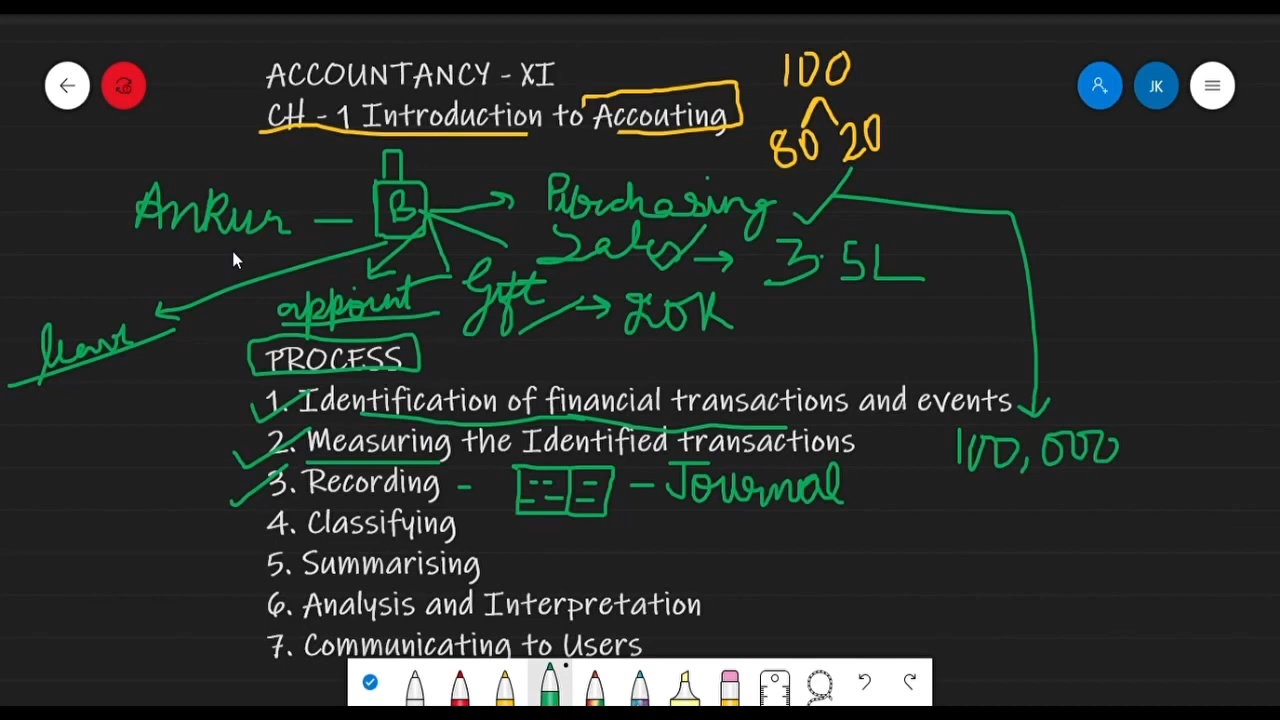 ACCOUNTANCY - XI
CH - 1 Introduction to Accouting
100
80 20
JK
Ankur - B
Purchasing
Sales → 3.5L
appoint
Gift → 20K
leave
PROCESS
1. Identification of financial transactions and events
2. Measuring the Identified transactions
100,000
3. Recording - - Journal
4. Classifying
5. Summarising
6. Analysis and Interpretation
7. Communicating to Users